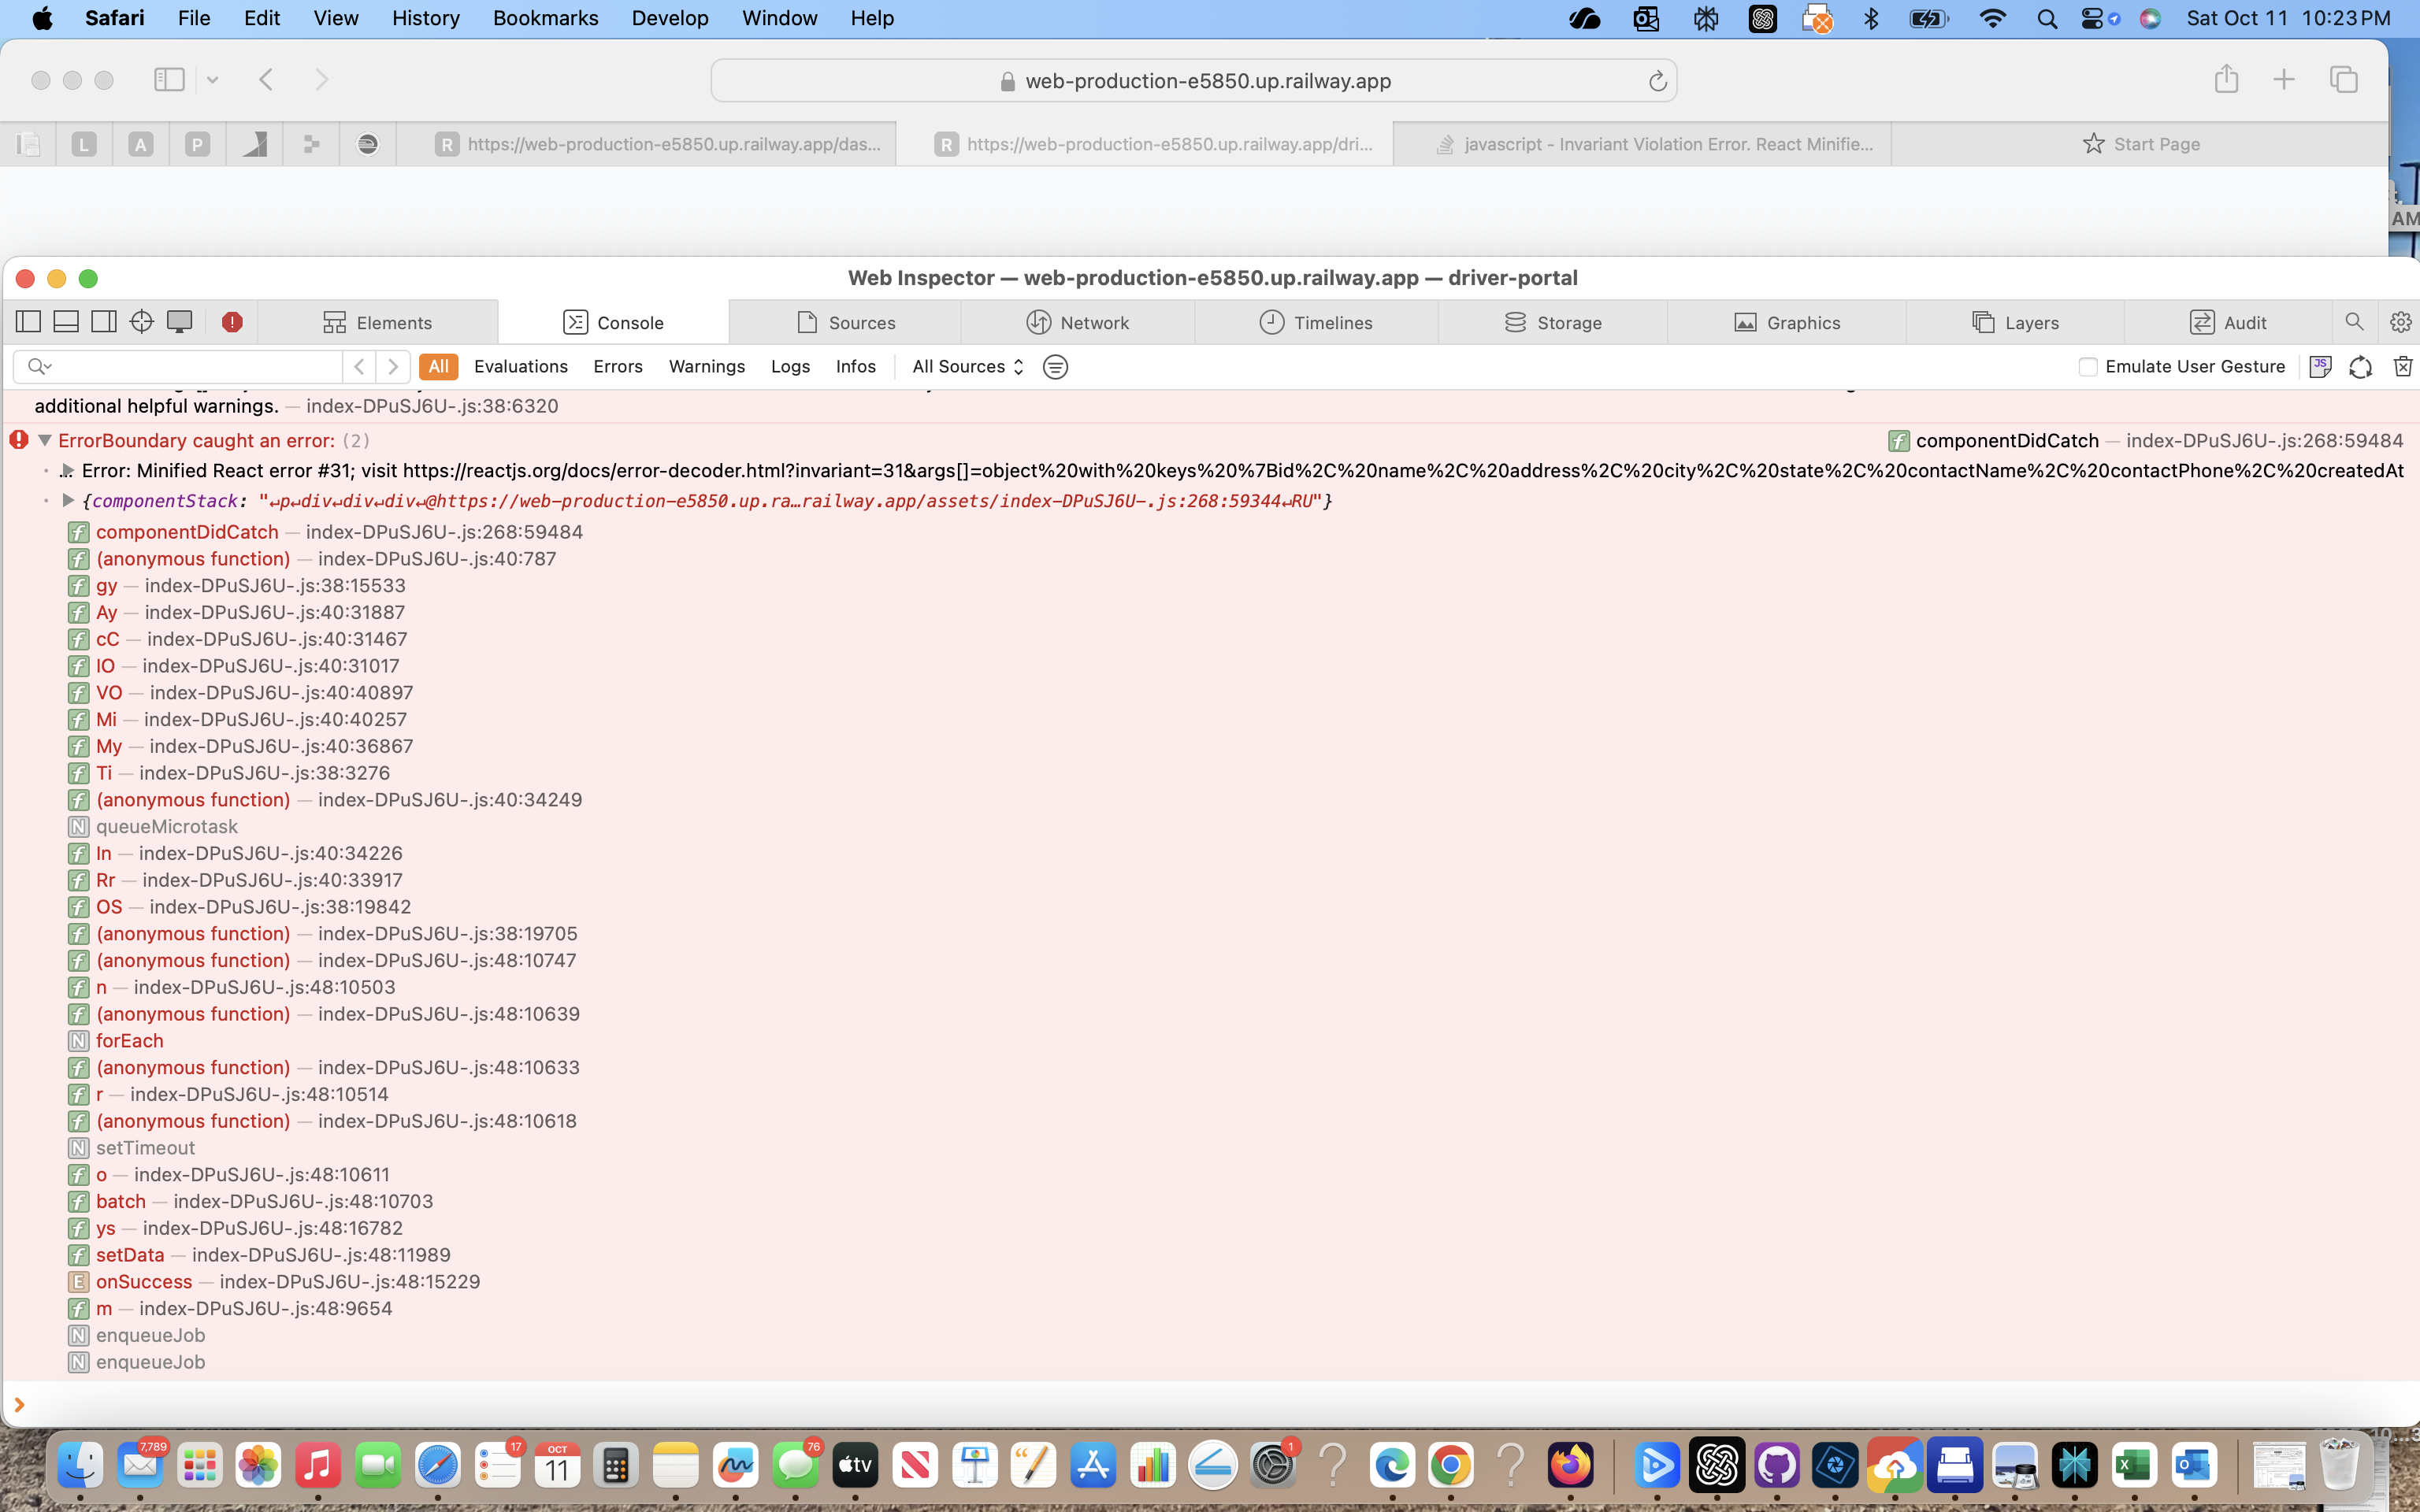 Safari File Edit View History Bookmarks Develop Window Help Sat Oct 11 10:23 PM
web-production-e5850.up.railway.app
L A P R https://web-production-e5850.up.railway.app/das... R https://web-production-e5850.up.railway.app/dri... javascript - Invariant Violation Error. React Minifie... Start Page
AM
Web Inspector — web-production-e5850.up.railway.app — driver-portal
Elements Console Sources Network Timelines Storage Graphics Layers Audit
All Evaluations Errors Warnings Logs Infos All Sources Emulate User Gesture JS
additional helpful warnings. — index-DPuSJ6U-.js:38:6320
ErrorBoundary caught an error: (2) f componentDidCatch — index-DPuSJ6U-.js:268:59484
Error: Minified React error #31; visit https://reactjs.org/docs/error-decoder.html?invariant=31&args[]=object%20with%20keys%20%7Bid%2C%20name%2C%20address%2C%20city%2C%20state%2C%20contactName%2C%20contactPhone%2C%20createdAt
{componentStack: "↵p↵div↵div↵div↵@https://web-production-e5850.up.ra…railway.app/assets/index-DPuSJ6U-.js:268:59344↵RU"}
f componentDidCatch — index-DPuSJ6U-.js:268:59484
f (anonymous function) — index-DPuSJ6U-.js:40:787
f gy — index-DPuSJ6U-.js:38:15533
f Ay — index-DPuSJ6U-.js:40:31887
f cC — index-DPuSJ6U-.js:40:31467
f IO — index-DPuSJ6U-.js:40:31017
f VO — index-DPuSJ6U-.js:40:40897
f Mi — index-DPuSJ6U-.js:40:40257
f My — index-DPuSJ6U-.js:40:36867
f Ti — index-DPuSJ6U-.js:38:3276
f (anonymous function) — index-DPuSJ6U-.js:40:34249
N queueMicrotask
f ln — index-DPuSJ6U-.js:40:34226
f Rr — index-DPuSJ6U-.js:40:33917
f OS — index-DPuSJ6U-.js:38:19842
f (anonymous function) — index-DPuSJ6U-.js:38:19705
f (anonymous function) — index-DPuSJ6U-.js:48:10747
f n — index-DPuSJ6U-.js:48:10503
f (anonymous function) — index-DPuSJ6U-.js:48:10639
N forEach
f (anonymous function) — index-DPuSJ6U-.js:48:10633
f r — index-DPuSJ6U-.js:48:10514
f (anonymous function) — index-DPuSJ6U-.js:48:10618
N setTimeout
f o — index-DPuSJ6U-.js:48:10611
f batch — index-DPuSJ6U-.js:48:10703
f ys — index-DPuSJ6U-.js:48:16782
f setData — index-DPuSJ6U-.js:48:11989
E onSuccess — index-DPuSJ6U-.js:48:15229
f m — index-DPuSJ6U-.js:48:9654
N enqueueJob
N enqueueJob
7,789 17 OCT 11 76 tv 1